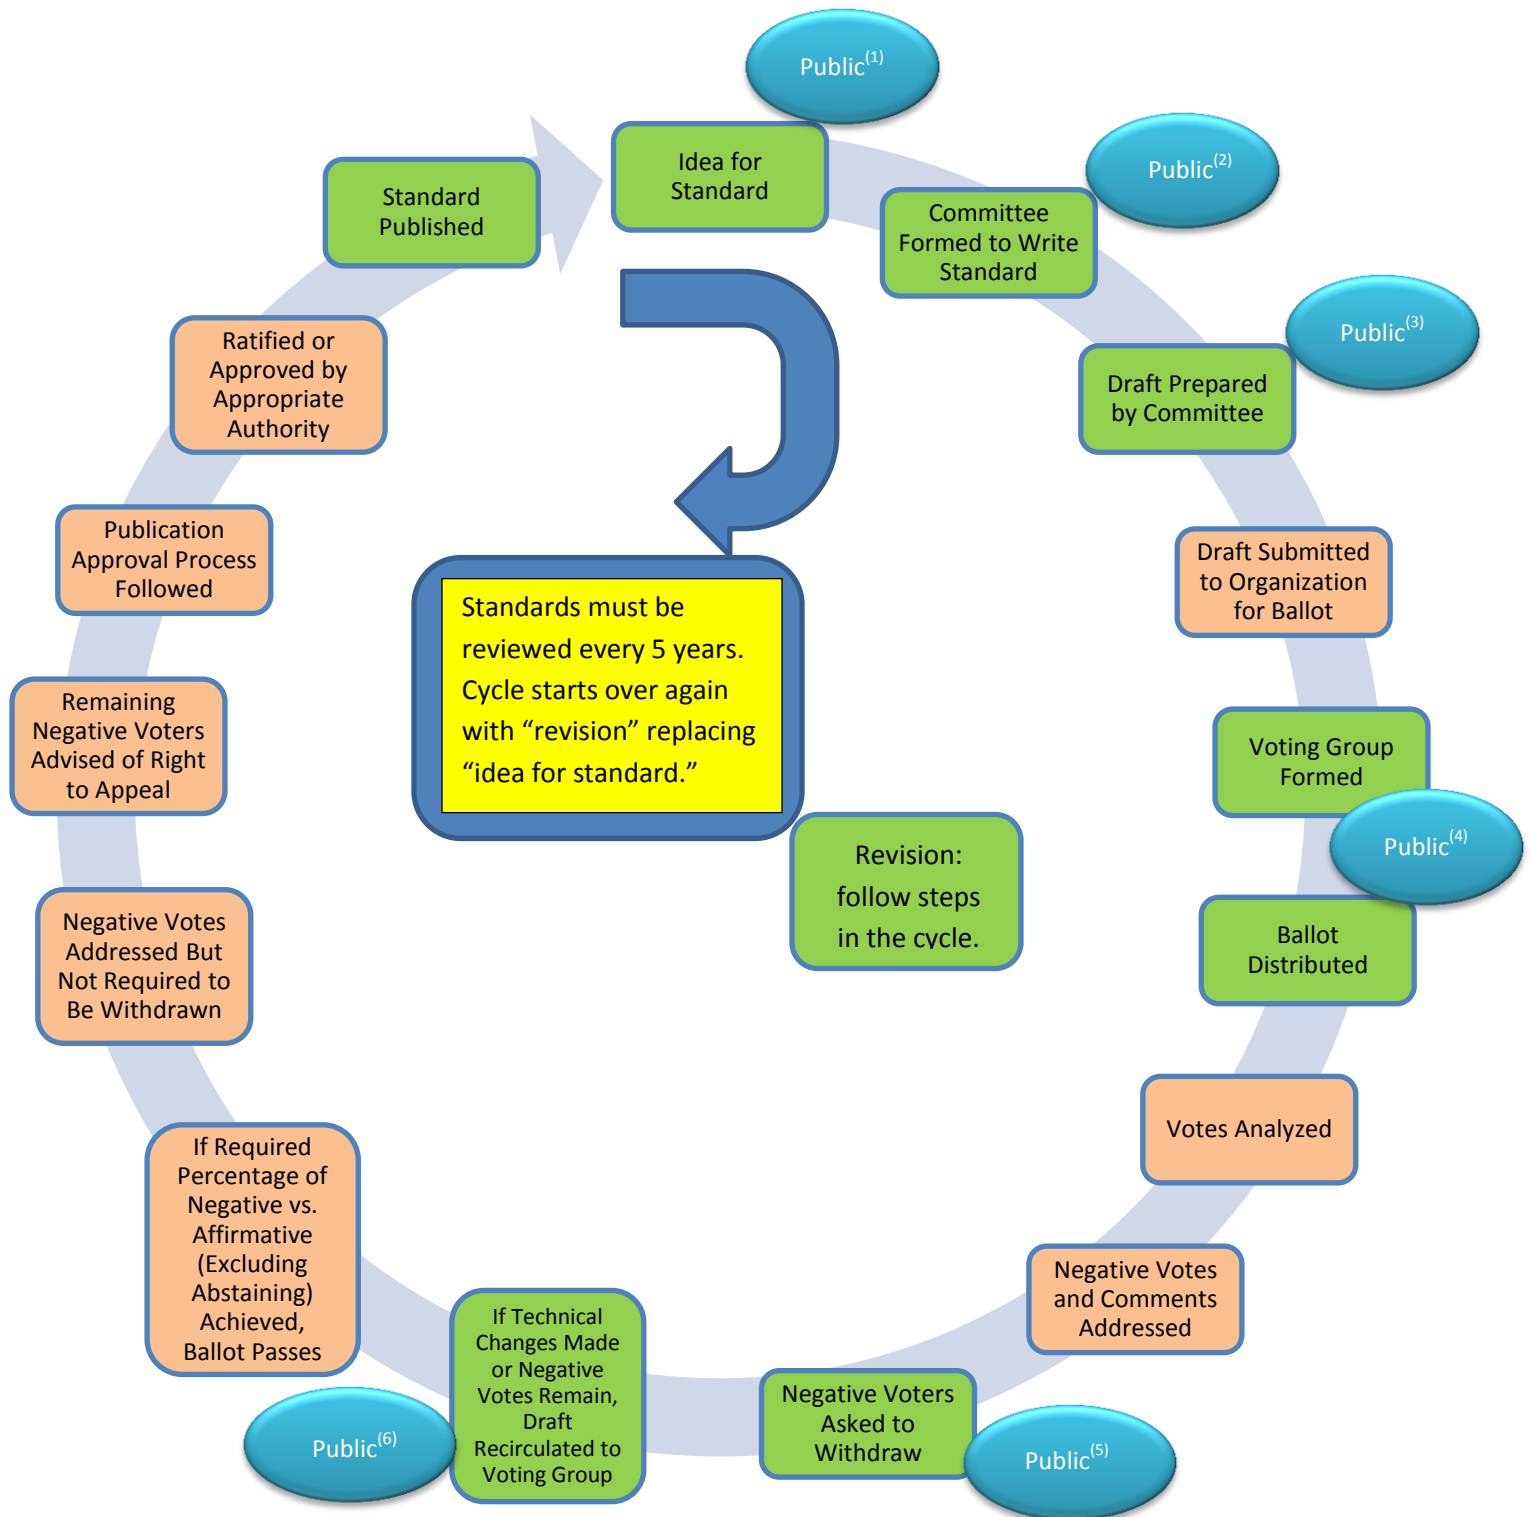 Public(1)
Idea for
Standard
Public(2)
Committee
Formed to Write
Standard
Public(3)
Draft Prepared
by Committee
Draft Submitted
to Organization
for Ballot
Voting Group
Formed
Public(4)
Ballot
Distributed
Votes Analyzed
Negative Votes
and Comments
Addressed
Negative Voters
Asked to
Withdraw
Public(5)
If Technical
Changes Made
or Negative
Votes Remain,
Draft
Recirculated to
Voting Group
Public(6)
If Required
Percentage of
Negative vs.
Affirmative
(Excluding
Abstaining)
Achieved,
Ballot Passes
Negative Votes
Addressed But
Not Required to
Be Withdrawn
Remaining
Negative Voters
Advised of Right
to Appeal
Publication
Approval Process
Followed
Ratified or
Approved by
Appropriate
Authority
Standard
Published
Standards must be
reviewed every 5 years.
Cycle starts over again
with “revision” replacing
“idea for standard.”
Revision:
follow steps
in the cycle.